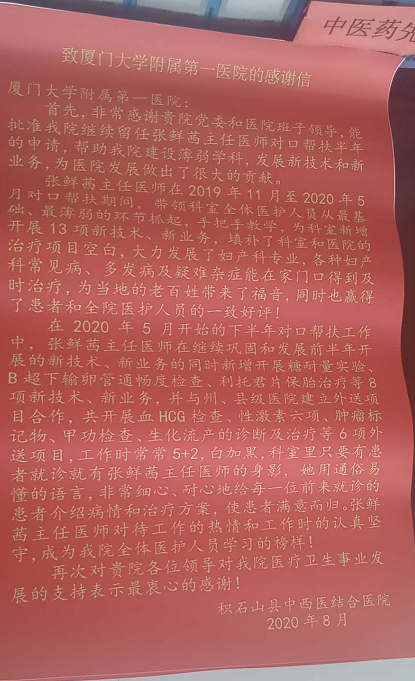 中医药先
致厦门大学附属第一医院的感谢信
厦门大学附属第一医院：
首先，非常感谢贵院党委和医院班子领导，能
批准我院继续留任张鲜茜主任医师对口帮扶半年
的申请，帮助我院建设薄弱学科，发展新技术和新
业务，为医院发展做出了很大的贡献。
张鲜茜主任医师在 2019 年 11 月至 2020 年 5
月对口帮扶期间，带领科室全体医护人员从最基
础、最薄弱的环节抓起，手把手教学，为科室新增
开展 13 项新技术、新业务，填补了科室和医院的
治疗项目空白，大力发展了妇产科专业，各种妇产
科常见病、多发病及疑难杂症能在家门口得到及
时治疗，为当地的老百姓带来了福音，同时也赢得
了患者和全院医护人员的一致好评！
在 2020 年 5 月开始的下半年对口帮扶工作
中，张鲜茜主任医师在继续巩固和发展前半年开
展的新技术、新业务的同时新增开展糖耐量实验、
B 超下输卵管通畅度检查、利托君片保胎治疗等 8
项新技术、新业务，并与州、县级医院建立外送项
目合作，共开展血 HCG 检查、性激素六项、肿瘤标
记物、甲功检查、生化流产的诊断及治疗等 6 项外
送项目，工作时常常 5+2，白加黑，科室里只要有患
者就诊就有张鲜茜主任医师的身影，她用通俗易
懂的语言，非常细心、耐心地给每一位前来就诊的
患者介绍病情和治疗方案，使患者满意而归。张鲜
茜主任医师对待工作的热情和工作时的认真坚
守，成为我院全体医护人员学习的榜样！
再次对贵院各位领导对我院医疗卫生事业发
展的支持表示最衷心的感谢！
积石山县中西医结合医院
2020 年 8 月